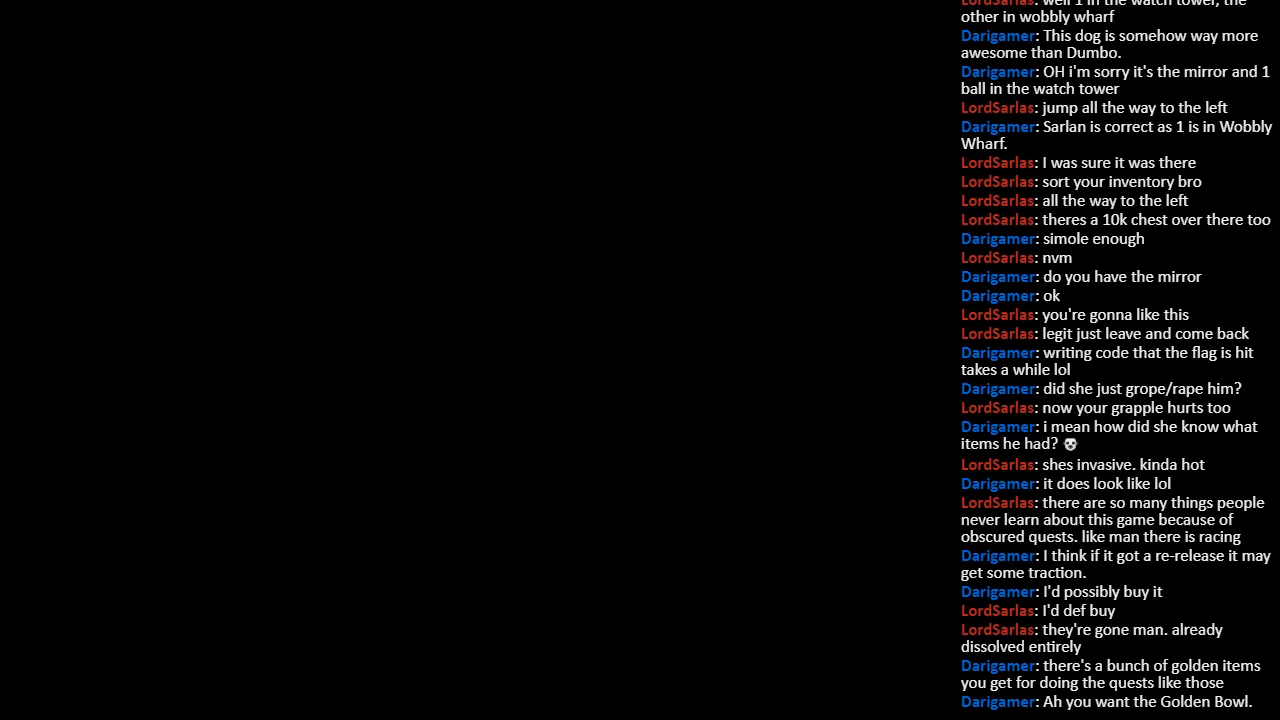 LordSarlas: well 1 in the watch tower, the
other in wobbly wharf
Darigamer: This dog is somehow way more
awesome than Dumbo.
Darigamer: OH i'm sorry it's the mirror and 1
ball in the watch tower
LordSarlas: jump all the way to the left
Darigamer: Sarlan is correct as 1 is in Wobbly
Wharf.
LordSarlas: I was sure it was there
LordSarlas: sort your inventory bro
LordSarlas: all the way to the left
LordSarlas: theres a 10k chest over there too
Darigamer: simole enough
LordSarlas: nvm
Darigamer: do you have the mirror
Darigamer: ok
LordSarlas: you're gonna like this
LordSarlas: legit just leave and come back
Darigamer: writing code that the flag is hit
takes a while lol
Darigamer: did she just grope/rape him?
LordSarlas: now your grapple hurts too
Darigamer: i mean how did she know what
items he had? 💀
LordSarlas: shes invasive. kinda hot
Darigamer: it does look like lol
LordSarlas: there are so many things people
never learn about this game because of
obscured quests. like man there is racing
Darigamer: I think if it got a re-release it may
get some traction.
Darigamer: I'd possibly buy it
LordSarlas: I'd def buy
LordSarlas: they're gone man. already
dissolved entirely
Darigamer: there's a bunch of golden items
you get for doing the quests like those
Darigamer: Ah you want the Golden Bowl.